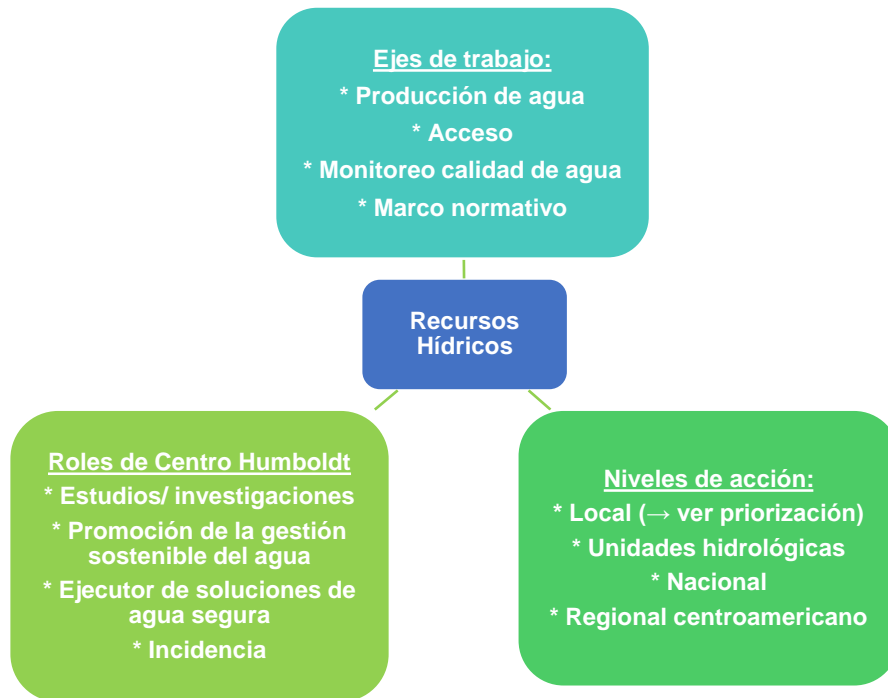 Ejes de trabajo:
* Producción de agua
* Acceso
* Monitoreo calidad de agua
* Marco normativo
Recursos
Hídricos
Roles de Centro Humboldt
* Estudios/ investigaciones
* Promoción de la gestión
sostenible del agua
* Ejecutor de soluciones de
agua segura
* Incidencia
Niveles de acción:
* Local (→ ver priorización)
* Unidades hidrológicas
* Nacional
* Regional centroamericano